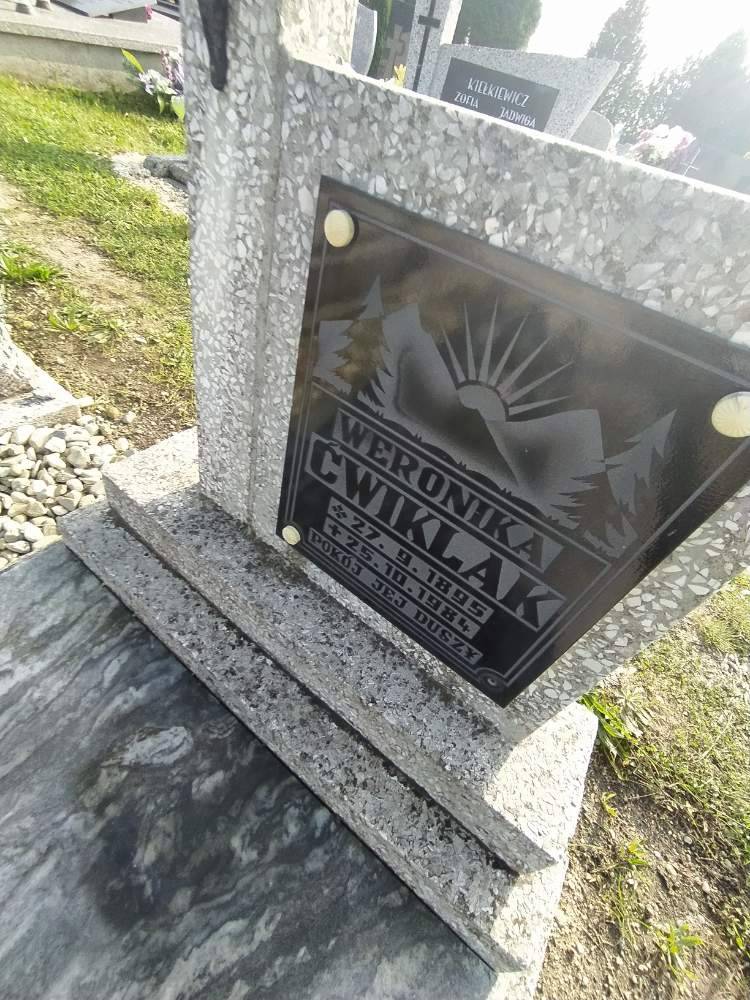 KIEŁKIEWICZ
ZOFIA JADWIGA
WERONIKA
ĆWIKLAK
* 27. 9. 1895
✝ 25. 10. 1984
POKÓJ JEJ DUSZY